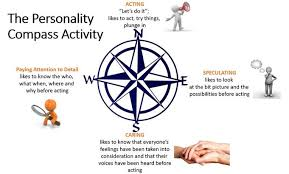 The Personality
Compass Activity
ACTING
"Let's do it";
likes to act, try things,
plunge in
N
Paying Attention to Detail
likes to know the who,
what when, where and
why before acting
W
E
SPECULATING
likes to look
at the bit picture and the
possibilities before acting
S
CARING
likes to know that everyone's
feelings have been taken into
consideration and that their
voices have been heard before
acting